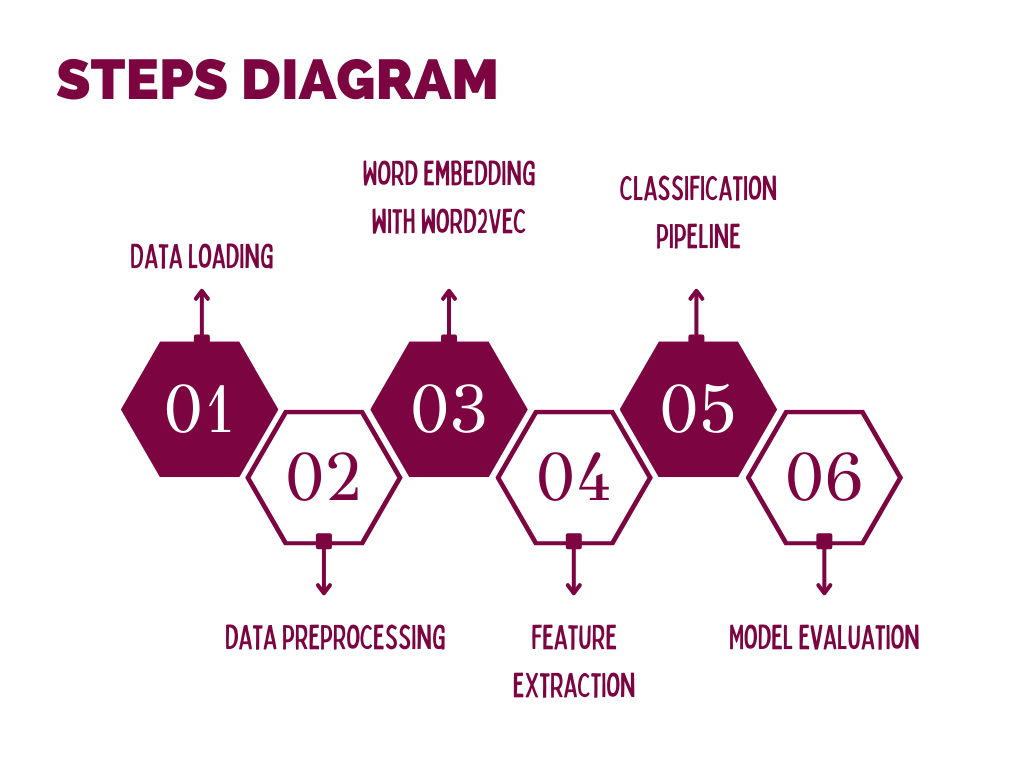 STEPS DIAGRAM
01
DATA LOADING
02
DATA PREPROCESSING
03
WORD EMBEDDING
WITH WORD2VEC
04
FEATURE
EXTRACTION
05
CLASSIFICATION
PIPELINE
06
MODEL EVALUATION